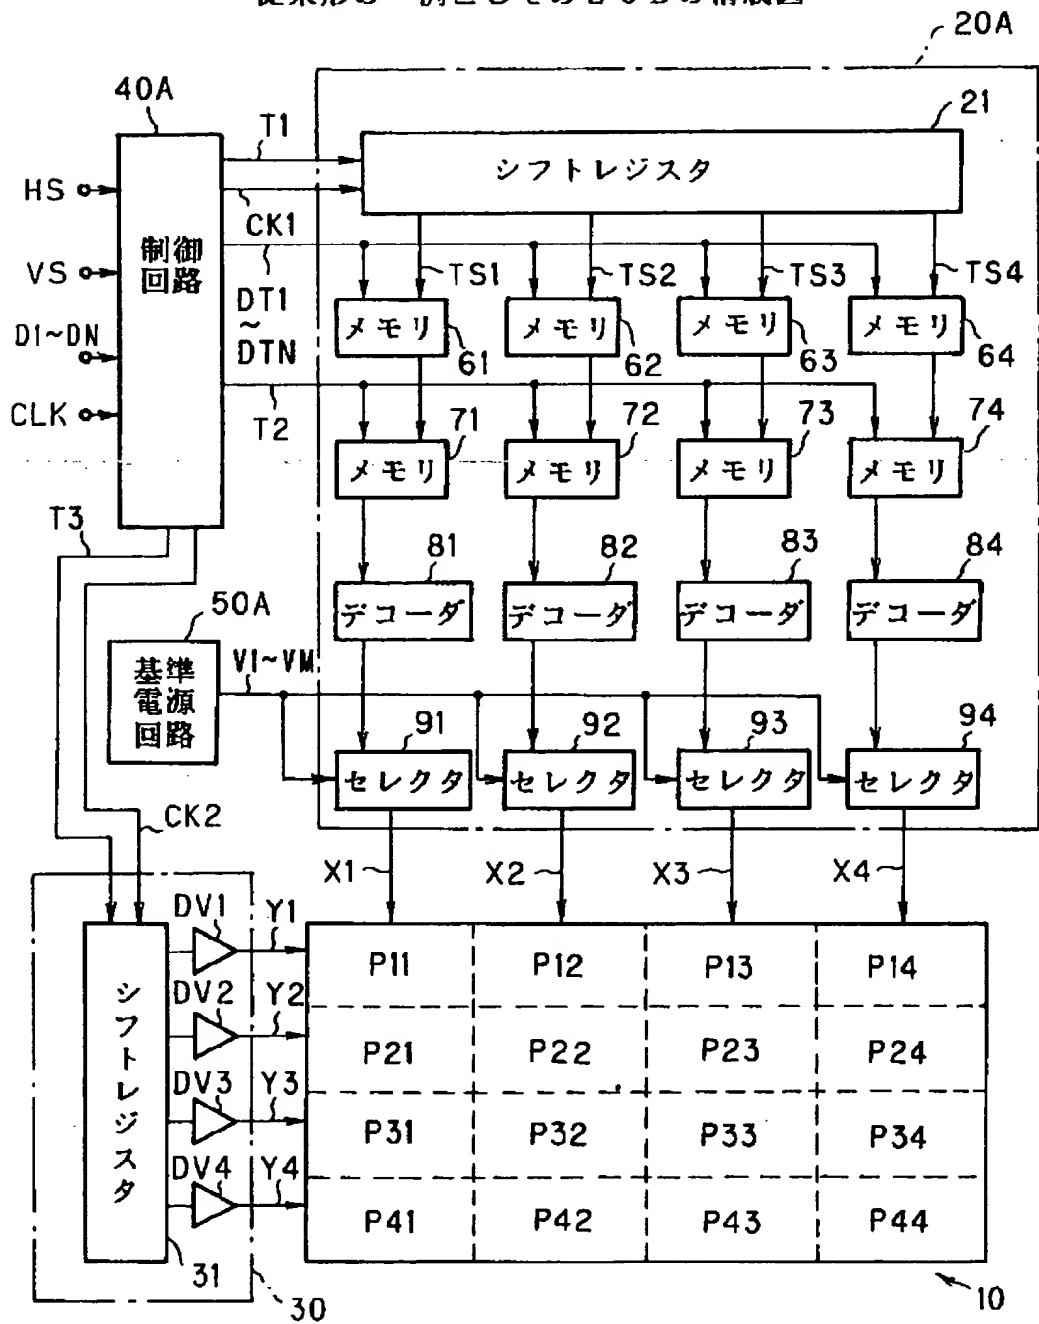 20A
40A
T1
21
シフトレジスタ
HS
CK1
制御
回路
VS
TS1
TS2
TS3
TS4
DT1
~
DTN
D1~DN
メモリ
メモリ
メモリ
メモリ
61
62
63
64
CLK
T2
71
72
73
74
メモリ
メモリ
メモリ
メモリ
T3
81
82
83
84
デコーダ
デコーダ
デコーダ
デコーダ
50A
基準
電源
回路
V1~VM
91
92
93
94
セレクタ
セレクタ
セレクタ
セレクタ
CK2
X1
X2
X3
X4
DV1
Y1
P11
P12
P13
P14
シフトレジスタ
DV2
Y2
P21
P22
P23
P24
DV3
Y3
P31
P32
P33
P34
DV4
Y4
P41
P42
P43
P44
31
30
10